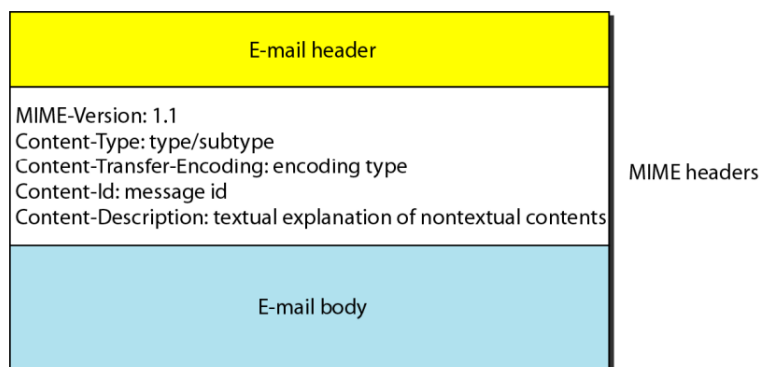 E-mail header
MIME-Version: 1.1
Content-Type: type/subtype
Content-Transfer-Encoding: encoding type
MIME headers
Content-Id: message id
Content-Description: textual explanation of nontextual contents
E-mail body